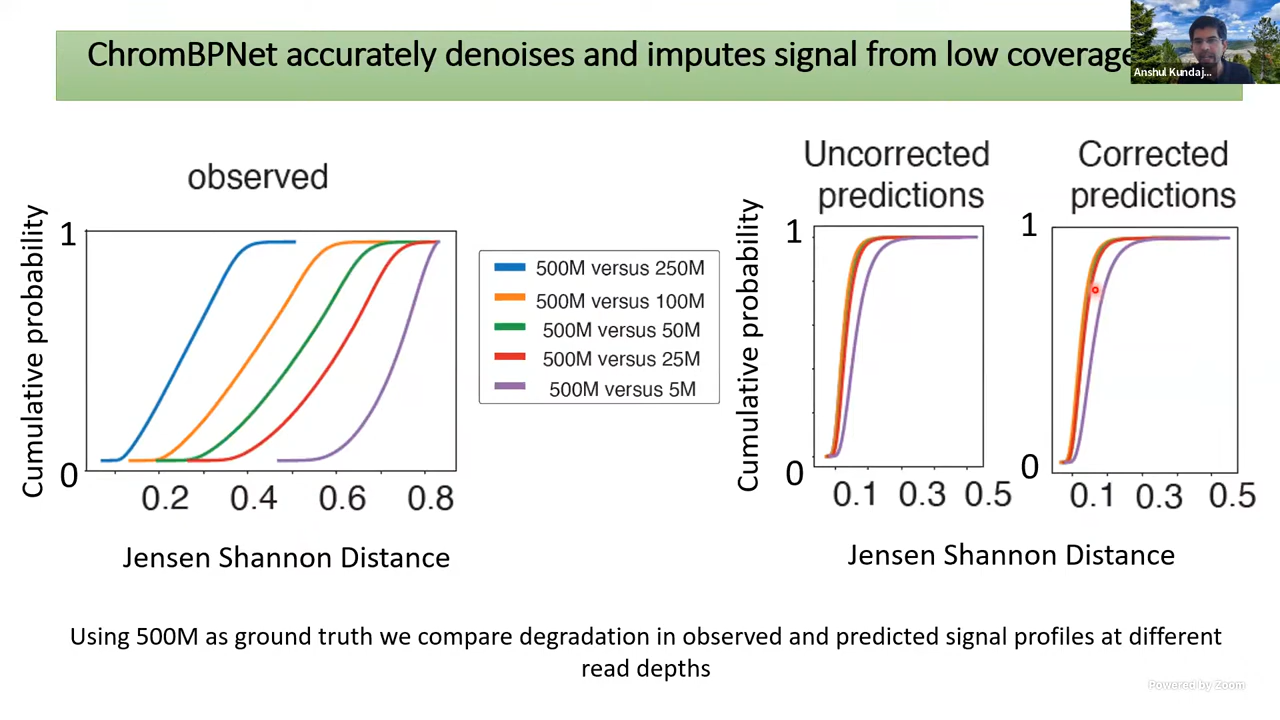 ChromBPNet accurately denoises and imputes signal from low coverage
Anshul Kundaj...
observed
Cumulative probability
1
0
0.2 0.4 0.6 0.8
Jensen Shannon Distance
500M versus 250M
500M versus 100M
500M versus 50M
500M versus 25M
500M versus 5M
Uncorrected
predictions
Cumulative probability
1
0
0.1 0.3 0.5
Corrected
predictions
1
0
0.1 0.3 0.5
Jensen Shannon Distance
Using 500M as ground truth we compare degradation in observed and predicted signal profiles at different
read depths
Powered by Zoom